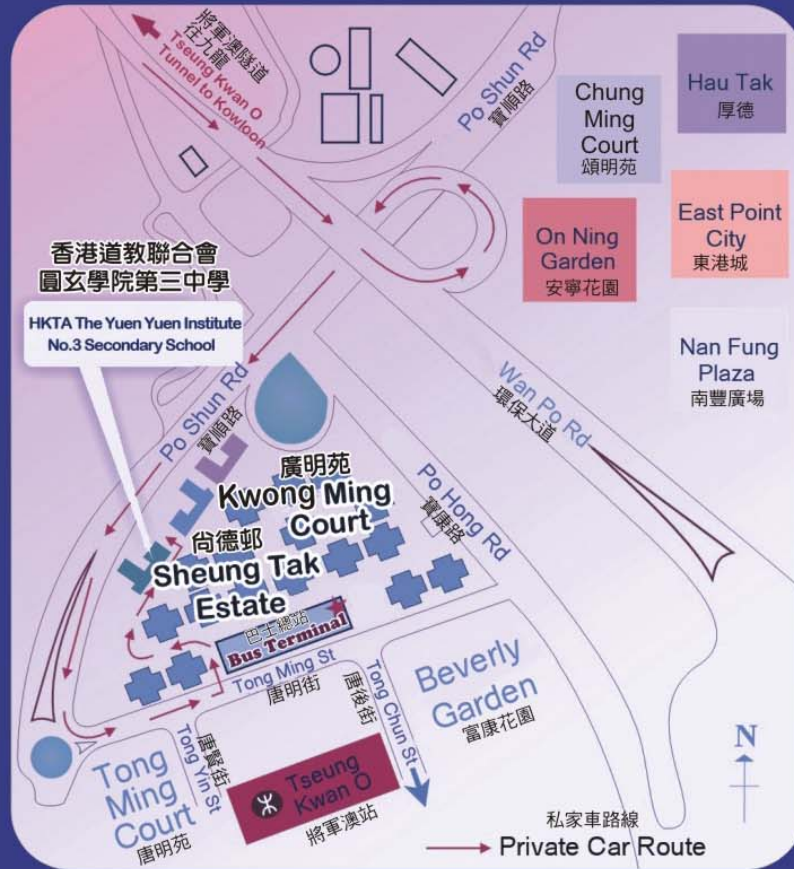 將軍澳隧道
往九龍
Tseung Kwan O
Tunnel to Kowloon
Po Shun Rd
寶順路
Chung
Ming
Court
頌明苑
Hau Tak
厚德
On Ning
Garden
安寧花園
East Point
City
東港城
Nan Fung
Plaza
南豐廣場
香港道教聯合會
圓玄學院第三中學
HKTA The Yuen Yuen Institute
No.3 Secondary School
Po Shun Rd
寶順路
Wan Po Rd
環保大道
廣明苑
Kwong Ming
Court
Po Hong Rd
寶康路
尚德邨
Sheung Tak
Estate
巴士總站
Bus Terminal
Tong Ming St
唐明街
Tong Chun St
唐後街
Beverly
Garden
富康花園
唐賢街
Tong Yin St
Tong
Ming
Court
唐明苑
Tseung
Kwan O
將軍澳站
N
私家車路線
Private Car Route